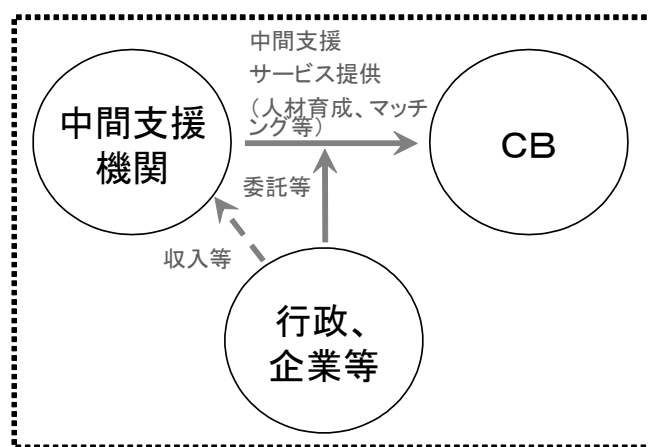 中間支援
サービス提供
（人材育成、マッチ
ング等）
中間支援
機関
ＣＢ
委託等
収入等
行政、
企業等